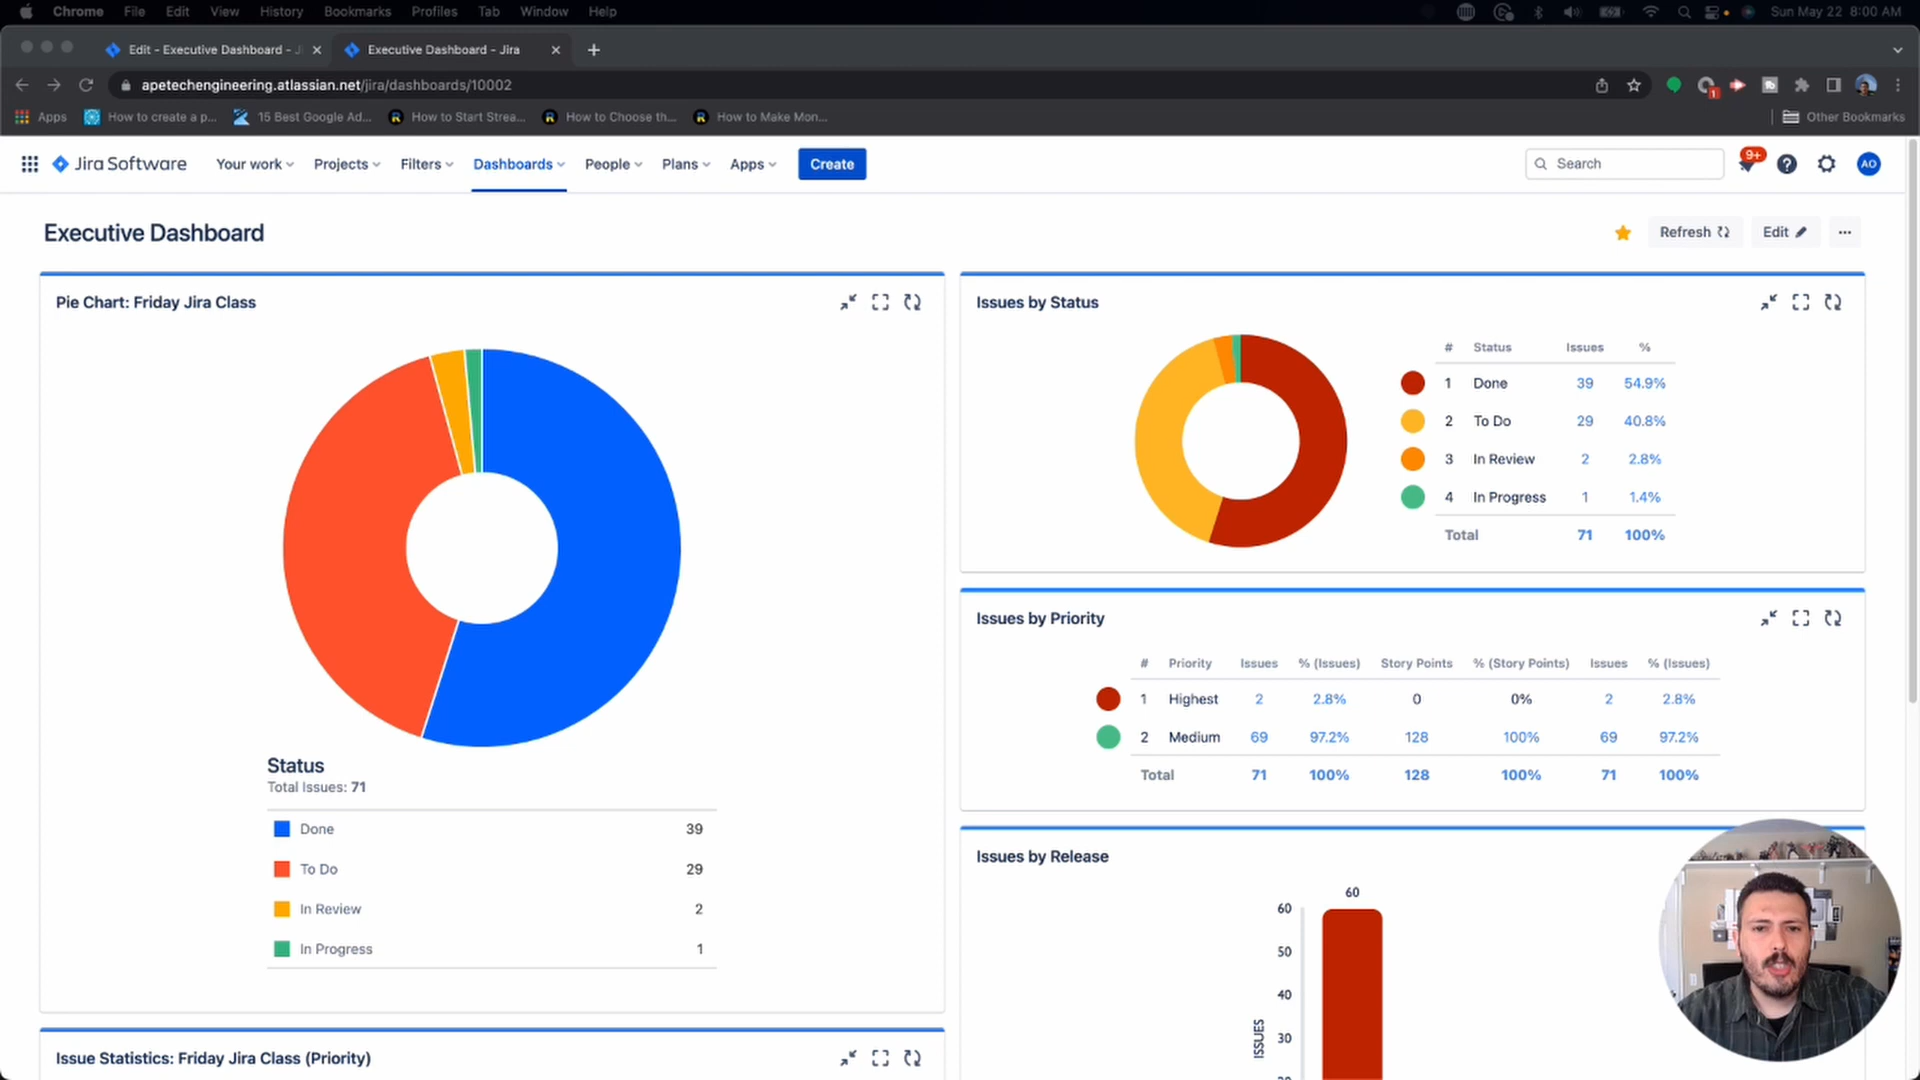 Chrome File Edit View History Bookmarks Profiles Tab Window Help Sun May 22 8:00 AM
Edit - Executive Dashboard - Ji
Executive Dashboard - Jira
apetechengineering.atlassian.net/jira/dashboards/10002
1
Apps How to create a p... 15 Best Google Ad... How to Start Strea... How to Choose th... How to Make Mon... Other Bookmarks
Jira Software Your work Projects Filters Dashboards People Plans Apps Create Search 9+ AO
Executive Dashboard Refresh Edit
Pie Chart: Friday Jira Class
Status
Total Issues: 71
Done 39
To Do 29
In Review 2
In Progress 1
Issue Statistics: Friday Jira Class (Priority)
Issues by Status
# Status Issues %
1 Done 39 54.9%
2 To Do 29 40.8%
3 In Review 2 2.8%
4 In Progress 1 1.4%
Total 71 100%
Issues by Priority
# Priority Issues % (Issues) Story Points % (Story Points) Issues % (Issues)
1 Highest 2 2.8% 0 0% 2 2.8%
2 Medium 69 97.2% 128 100% 69 97.2%
Total 71 100% 128 100% 71 100%
Issues by Release
60
60
50
40
30
ISSUES